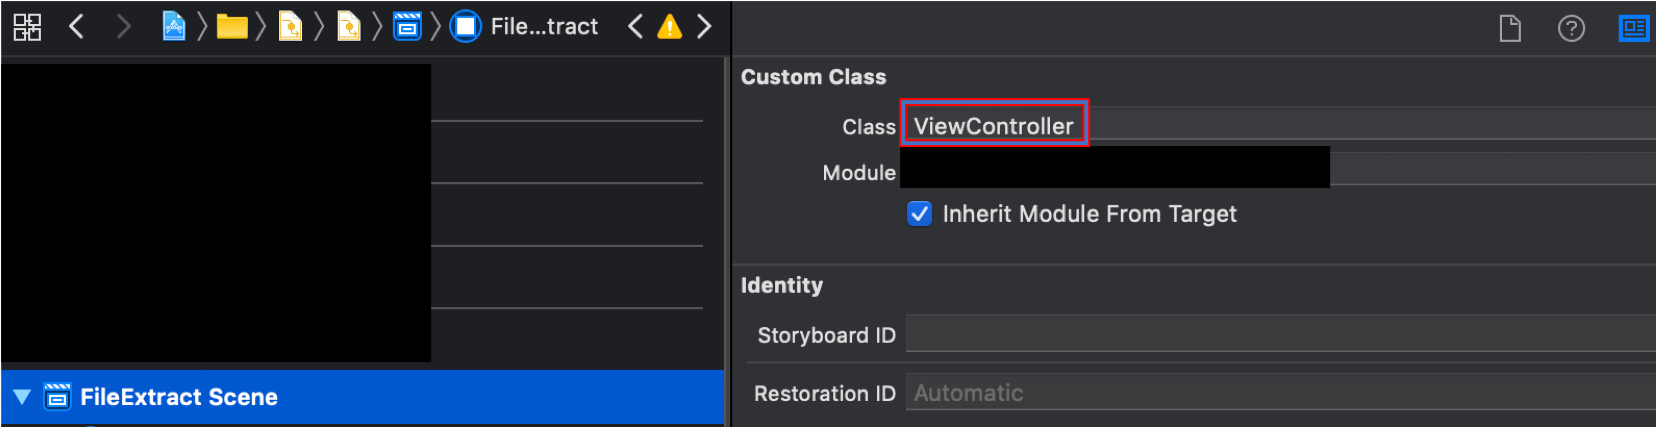 File...tract
Custom Class
Class ViewController
Module
Inherit Module From Target
Identity
Storyboard ID
Restoration ID Automatic
FileExtract Scene